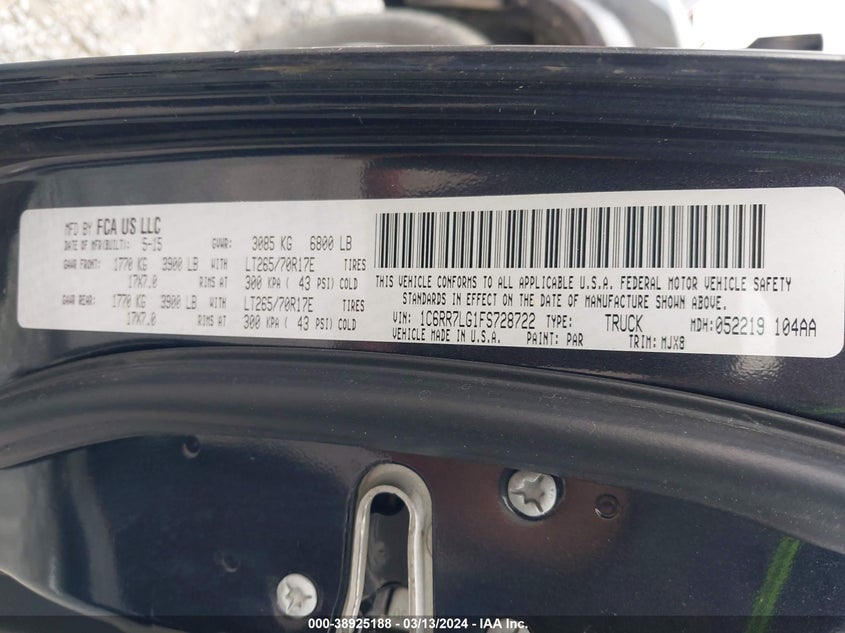 MFD BY FCA US LLC
DATE OF MFR(BUILT): 5-15 GVWR: 3085 KG 6800 LB
GAWR FRONT: 1770 KG 3900 LB WITH LT265/70R17E TIRES
17X7.0 RIMS AT 300 KPA ( 43 PSI) COLD
GAWR REAR: 1770 KG 3900 LB WITH LT265/70R17E TIRES
17X7.0 RIMS AT 300 KPA ( 43 PSI) COLD
THIS VEHICLE CONFORMS TO ALL APPLICABLE U.S.A. FEDERAL MOTOR VEHICLE SAFETY
STANDARDS IN EFFECT ON THE DATE OF MANUFACTURE SHOWN ABOVE.
VIN: 1C6RR7LG1FS728722 TYPE: TRUCK MDH:052219 104AA
VEHICLE MADE IN U.S.A. PAINT: PAR TRIM: MJX8
000-38925188 - 03/13/2024 - IAA Inc.